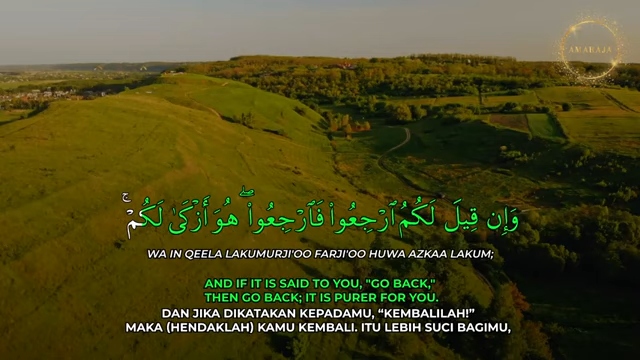 AMARAJA
وَإِن قِيلَ لَكُمُ ٱرْجِعُوا۟ فَٱرْجِعُوا۟ ۖ هُوَ أَزْكَىٰ لَكُمْ ۚ
WA IN QEELA LAKUMURJI'OO FARJI'OO HUWA AZKAA LAKUM;
AND IF IT IS SAID TO YOU, "GO BACK,"
THEN GO BACK; IT IS PURER FOR YOU.
DAN JIKA DIKATAKAN KEPADAMU, “KEMBALILAH!”
MAKA (HENDAKLAH) KAMU KEMBALI. ITU LEBIH SUCI BAGIMU,